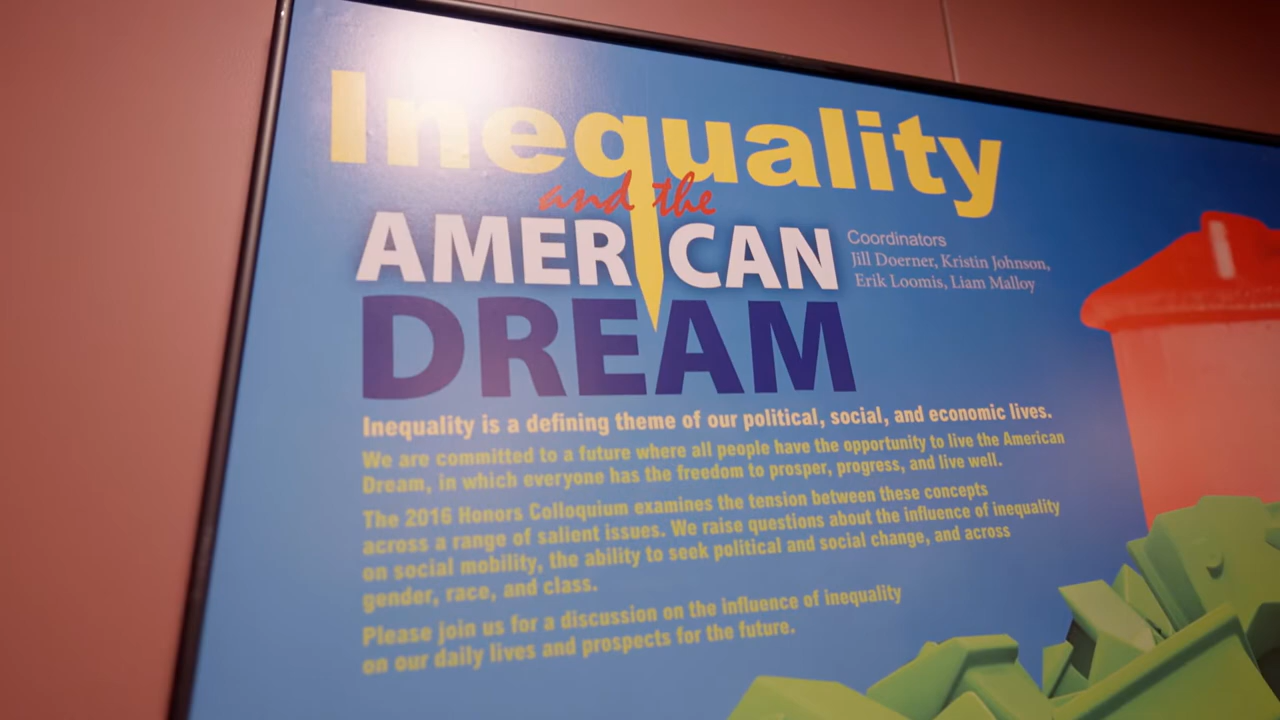 Inequality
and the
AMERICAN
DREAM
Coordinators
Jill Doerner, Kristin Johnson,
Erik Loomis, Liam Malloy
Inequality is a defining theme of our political, social, and economic lives.
We are committed to a future where all people have the opportunity to live the American
Dream, in which everyone has the freedom to prosper, progress, and live well.
The 2016 Honors Colloquium examines the tension between these concepts
across a range of salient issues. We raise questions about the influence of inequality
on social mobility, the ability to seek political and social change, and across
gender, race, and class.
Please join us for a discussion on the influence of inequality
on our daily lives and prospects for the future.